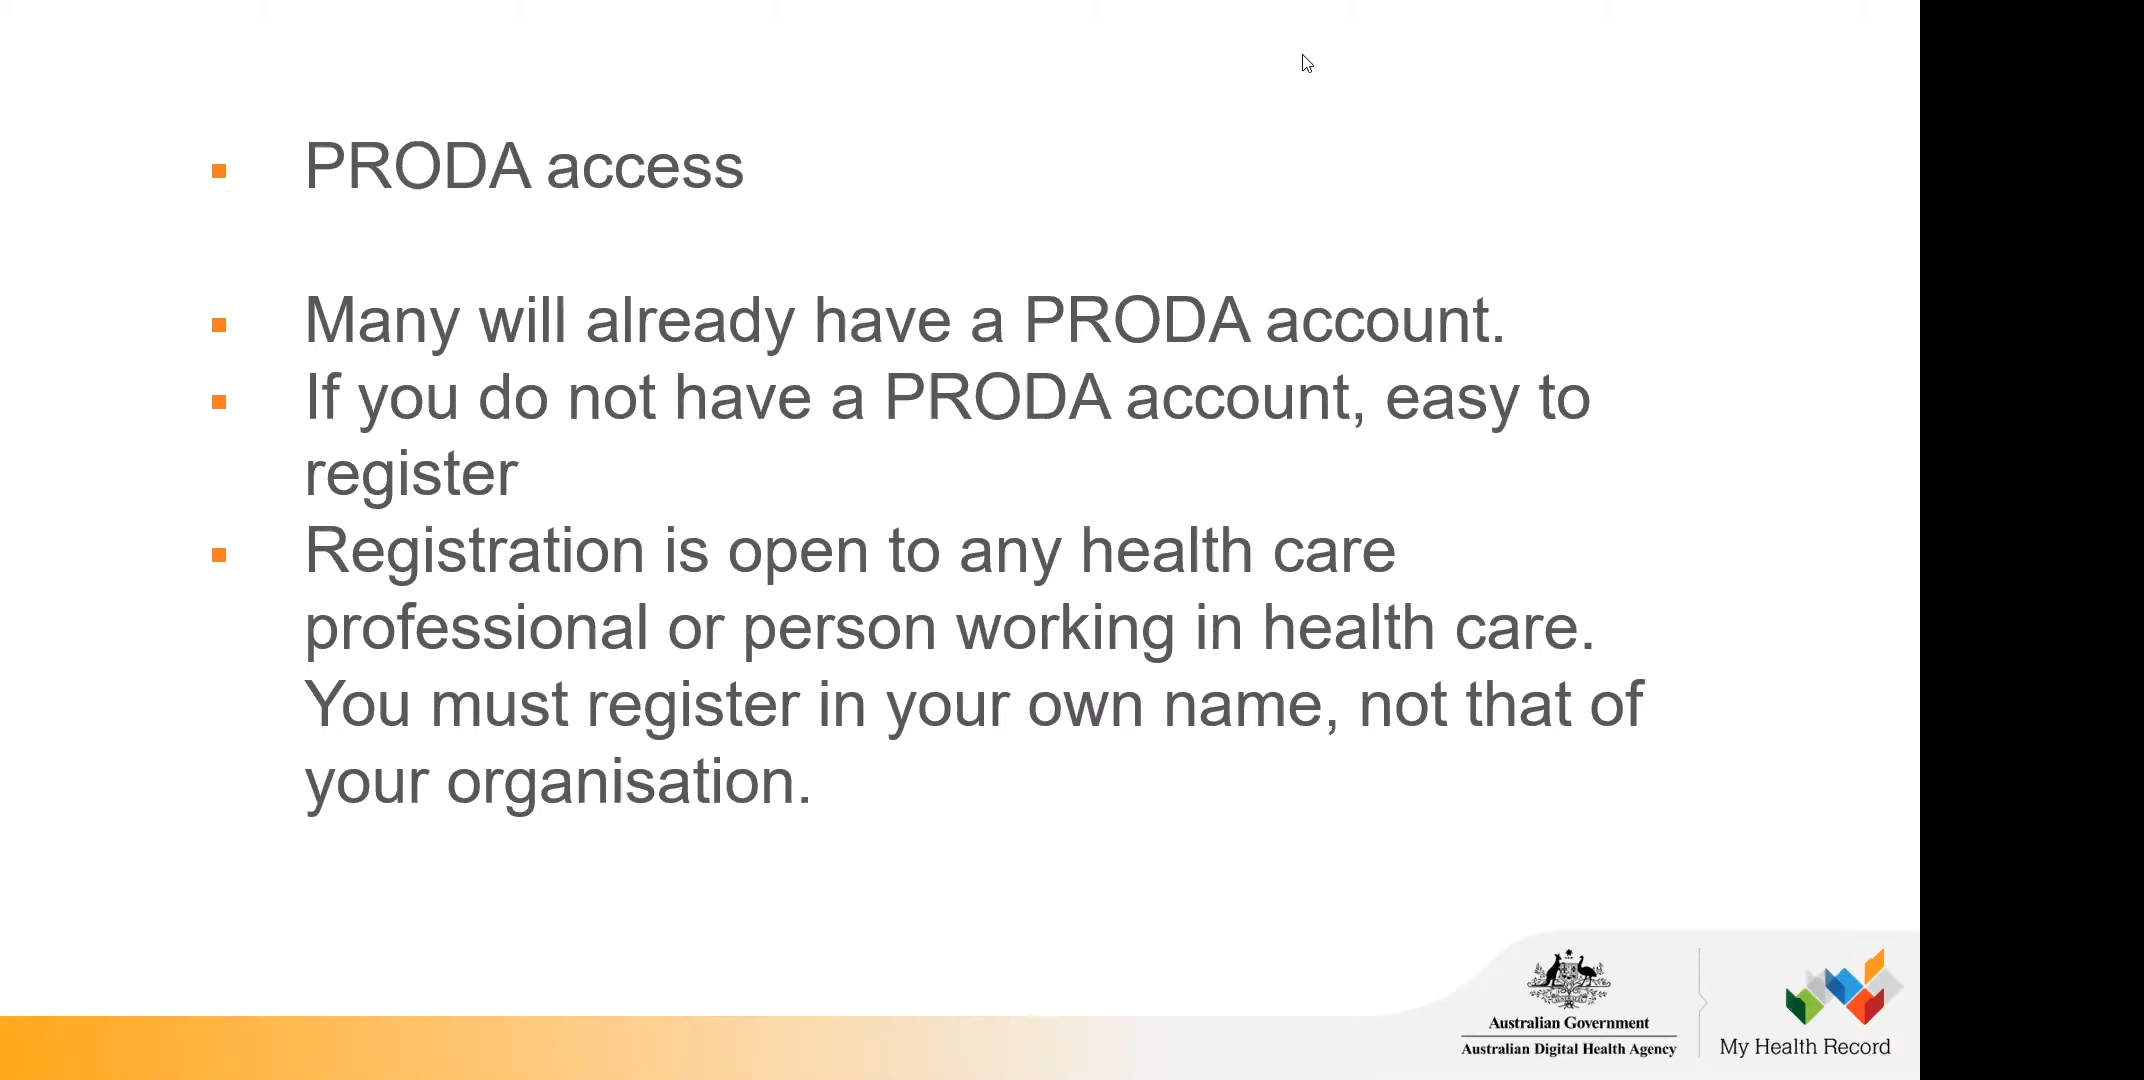 PRODA access
Many will already have a PRODA account.
If you do not have a PRODA account, easy to
register
Registration is open to any health care
professional or person working in health care.
You must register in your own name, not that of
your organisation.
Australian Government
Australian Digital Health Agency
My Health Record